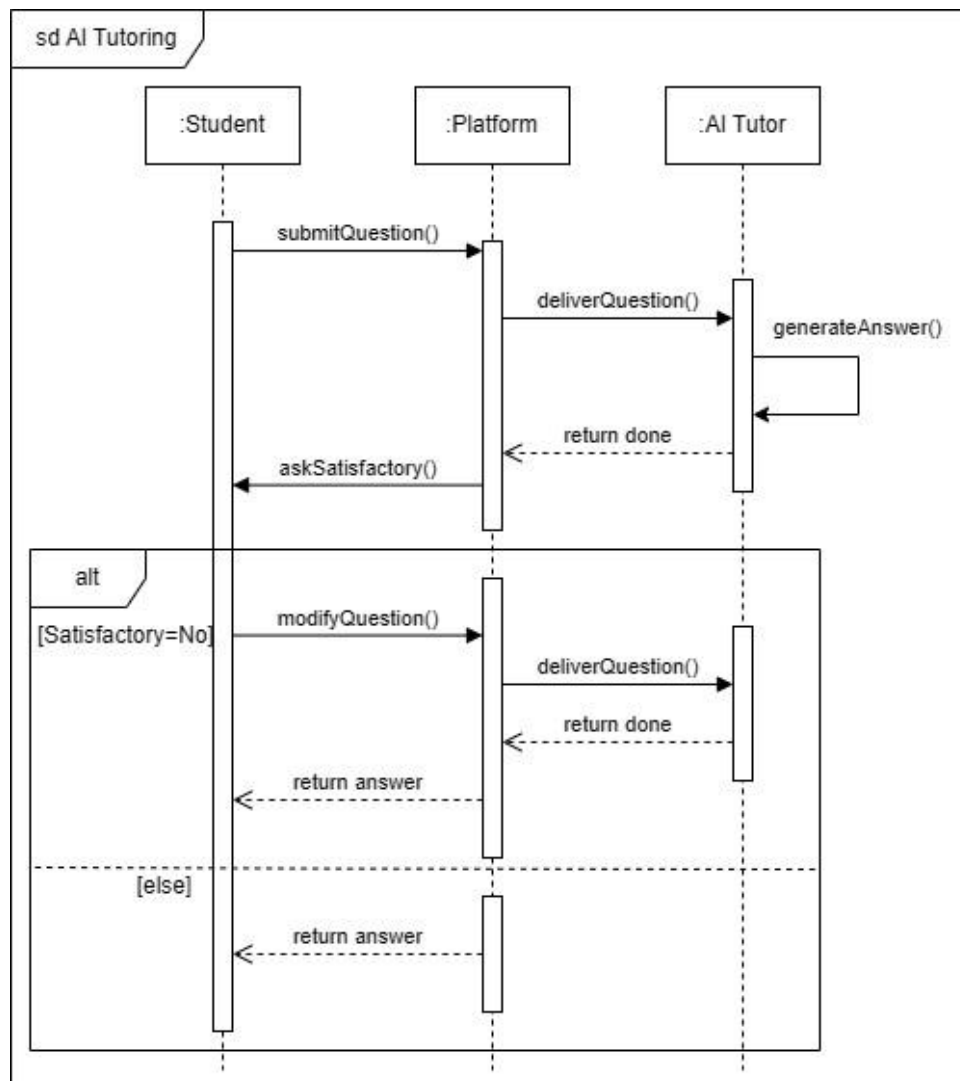 sd AI Tutoring
:Student
:Platform
:AI Tutor
submitQuestion()
deliverQuestion()
generateAnswer()
return done
askSatisfactory()
alt
[Satisfactory=No]
modifyQuestion()
deliverQuestion()
return done
return answer
[else]
return answer